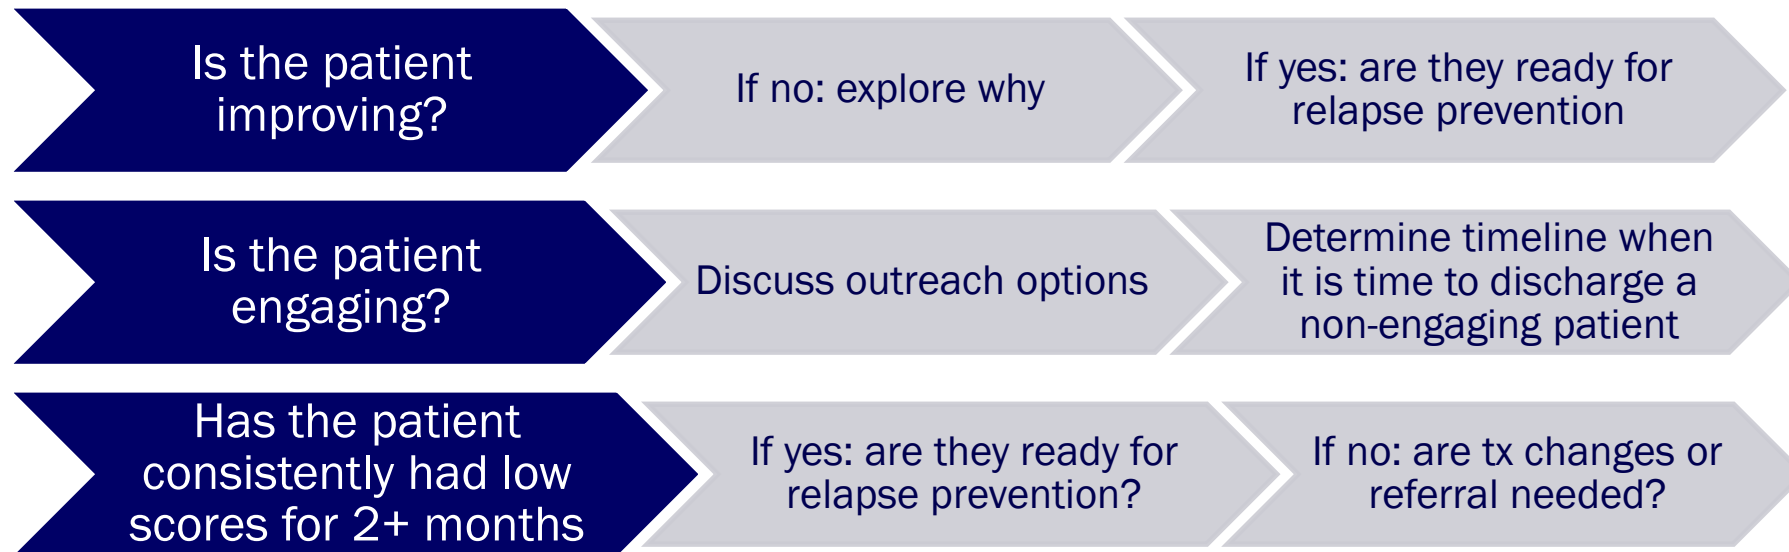 Is the patient
improving?
If no: explore why
If yes: are they ready for
relapse prevention
Is the patient
engaging?
Discuss outreach options
Determine timeline when
it is time to discharge a
non-engaging patient
Has the patient
consistently had low
scores for 2+ months
If yes: are they ready for
relapse prevention?
If no: are tx changes or
referral needed?